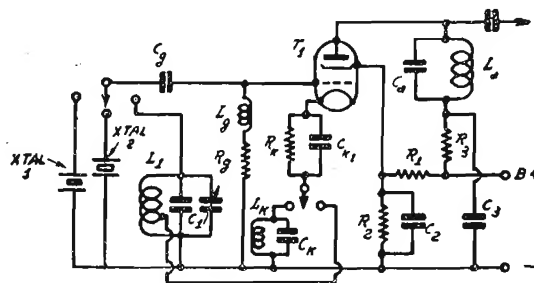 Cg
T1
Ca
La
XTAL 1
XTAL 2
L1
C1
Lg
Rg
Rk
Ck1
R1
R3
B+
Lk
Ck
R2
C2
C3
−